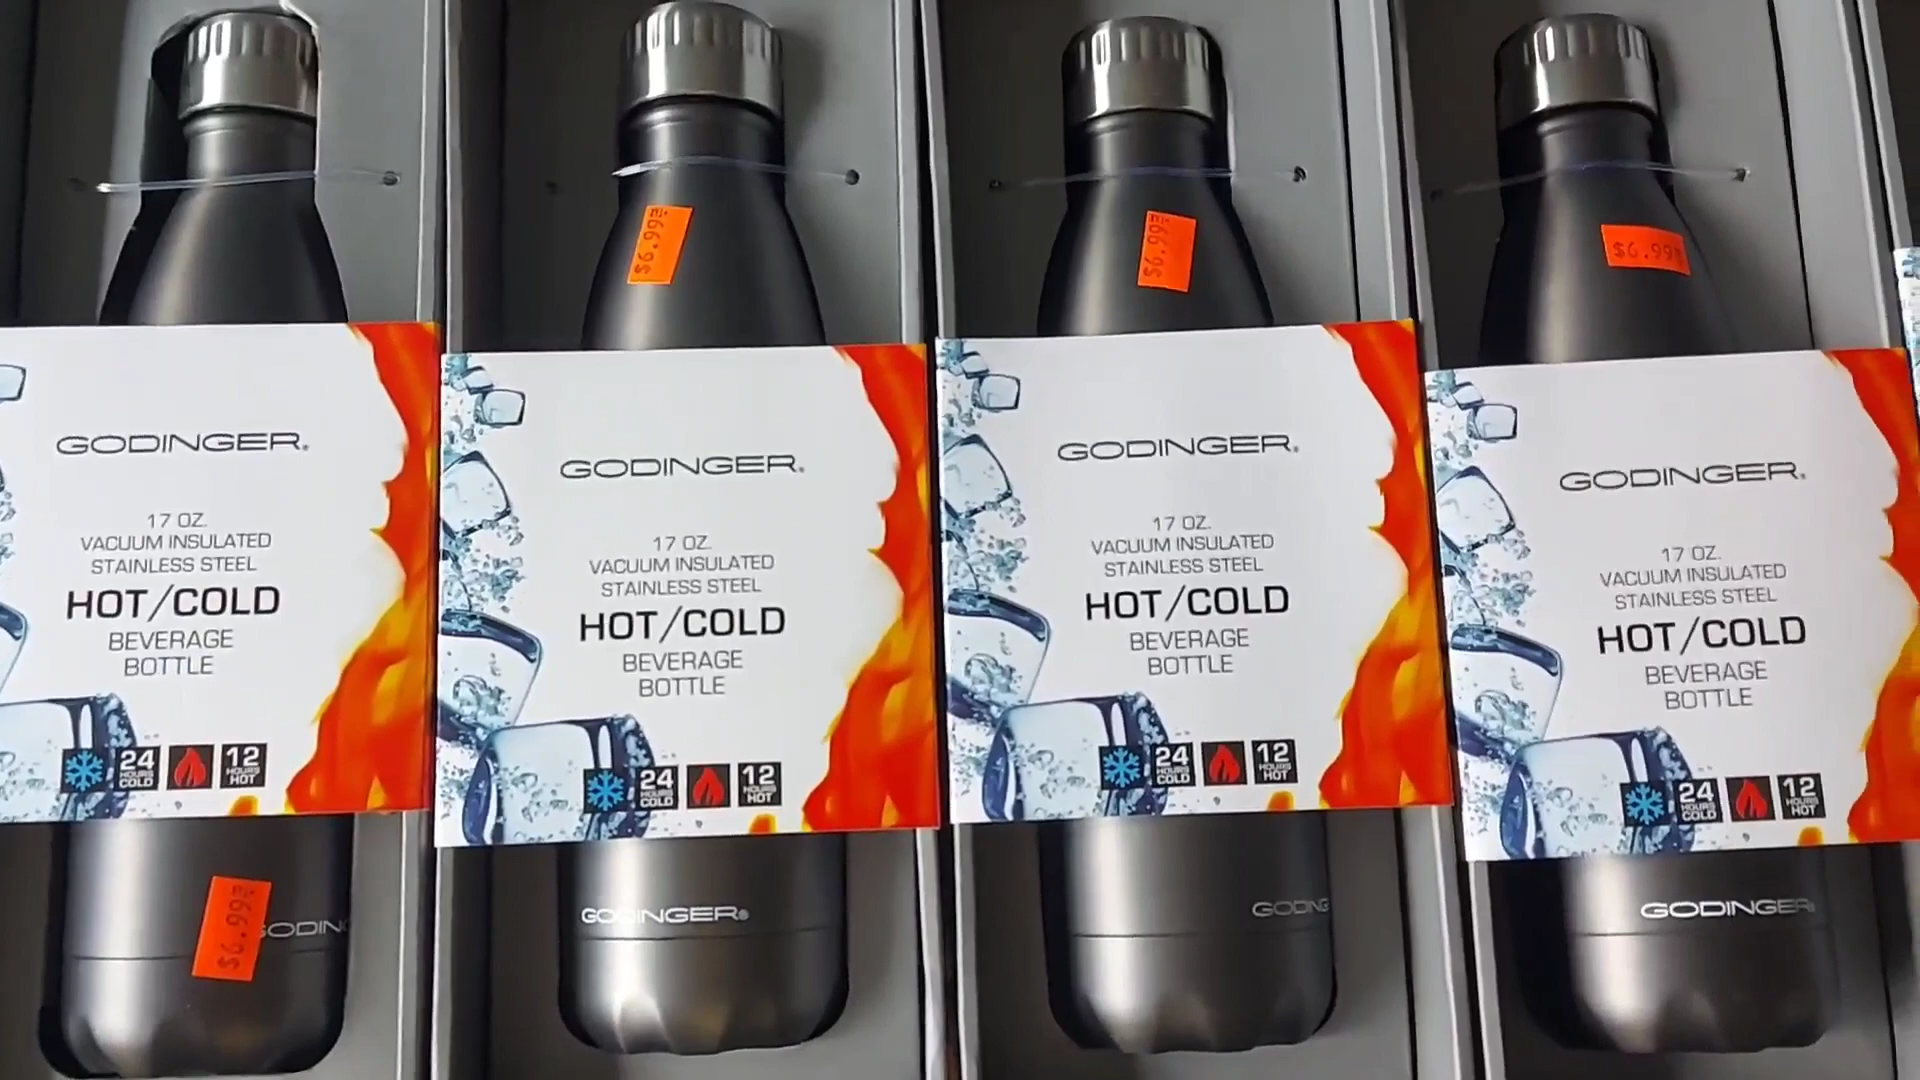 $6.99
$6.99
$6.99
GODINGER®
17 OZ.
VACUUM INSULATED
STAINLESS STEEL
HOT/COLD
BEVERAGE
BOTTLE
24
HOURS
COLD
12
HOURS
HOT
$6.99
GODINGER®
17 OZ.
VACUUM INSULATED
STAINLESS STEEL
HOT/COLD
BEVERAGE
BOTTLE
24
HOURS
COLD
12
HOURS
HOT
GODINGER®
GODINGER®
17 OZ.
VACUUM INSULATED
STAINLESS STEEL
HOT/COLD
BEVERAGE
BOTTLE
24
HOURS
COLD
12
HOURS
HOT
GODING
GODINGER®
17 OZ.
VACUUM INSULATED
STAINLESS STEEL
HOT/COLD
BEVERAGE
BOTTLE
24
HOURS
COLD
12
HOURS
HOT
GODINGER